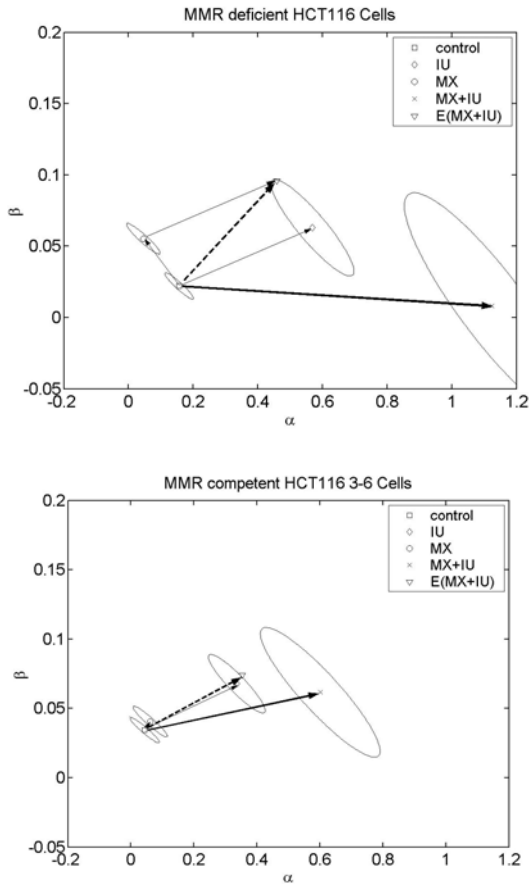 MMR deficient HCT116 Cells
0.2
0.15
0.1
0.05
0
-0.05
β
control
IU
MX
MX+IU
E(MX+IU)
-0.2
0
0.2
0.4
0.6
0.8
1
1.2
α
MMR competent HCT116 3-6 Cells
0.2
0.15
0.1
0.05
0
-0.05
β
control
IU
MX
MX+IU
E(MX+IU)
-0.2
0
0.2
0.4
0.6
0.8
1
1.2
α